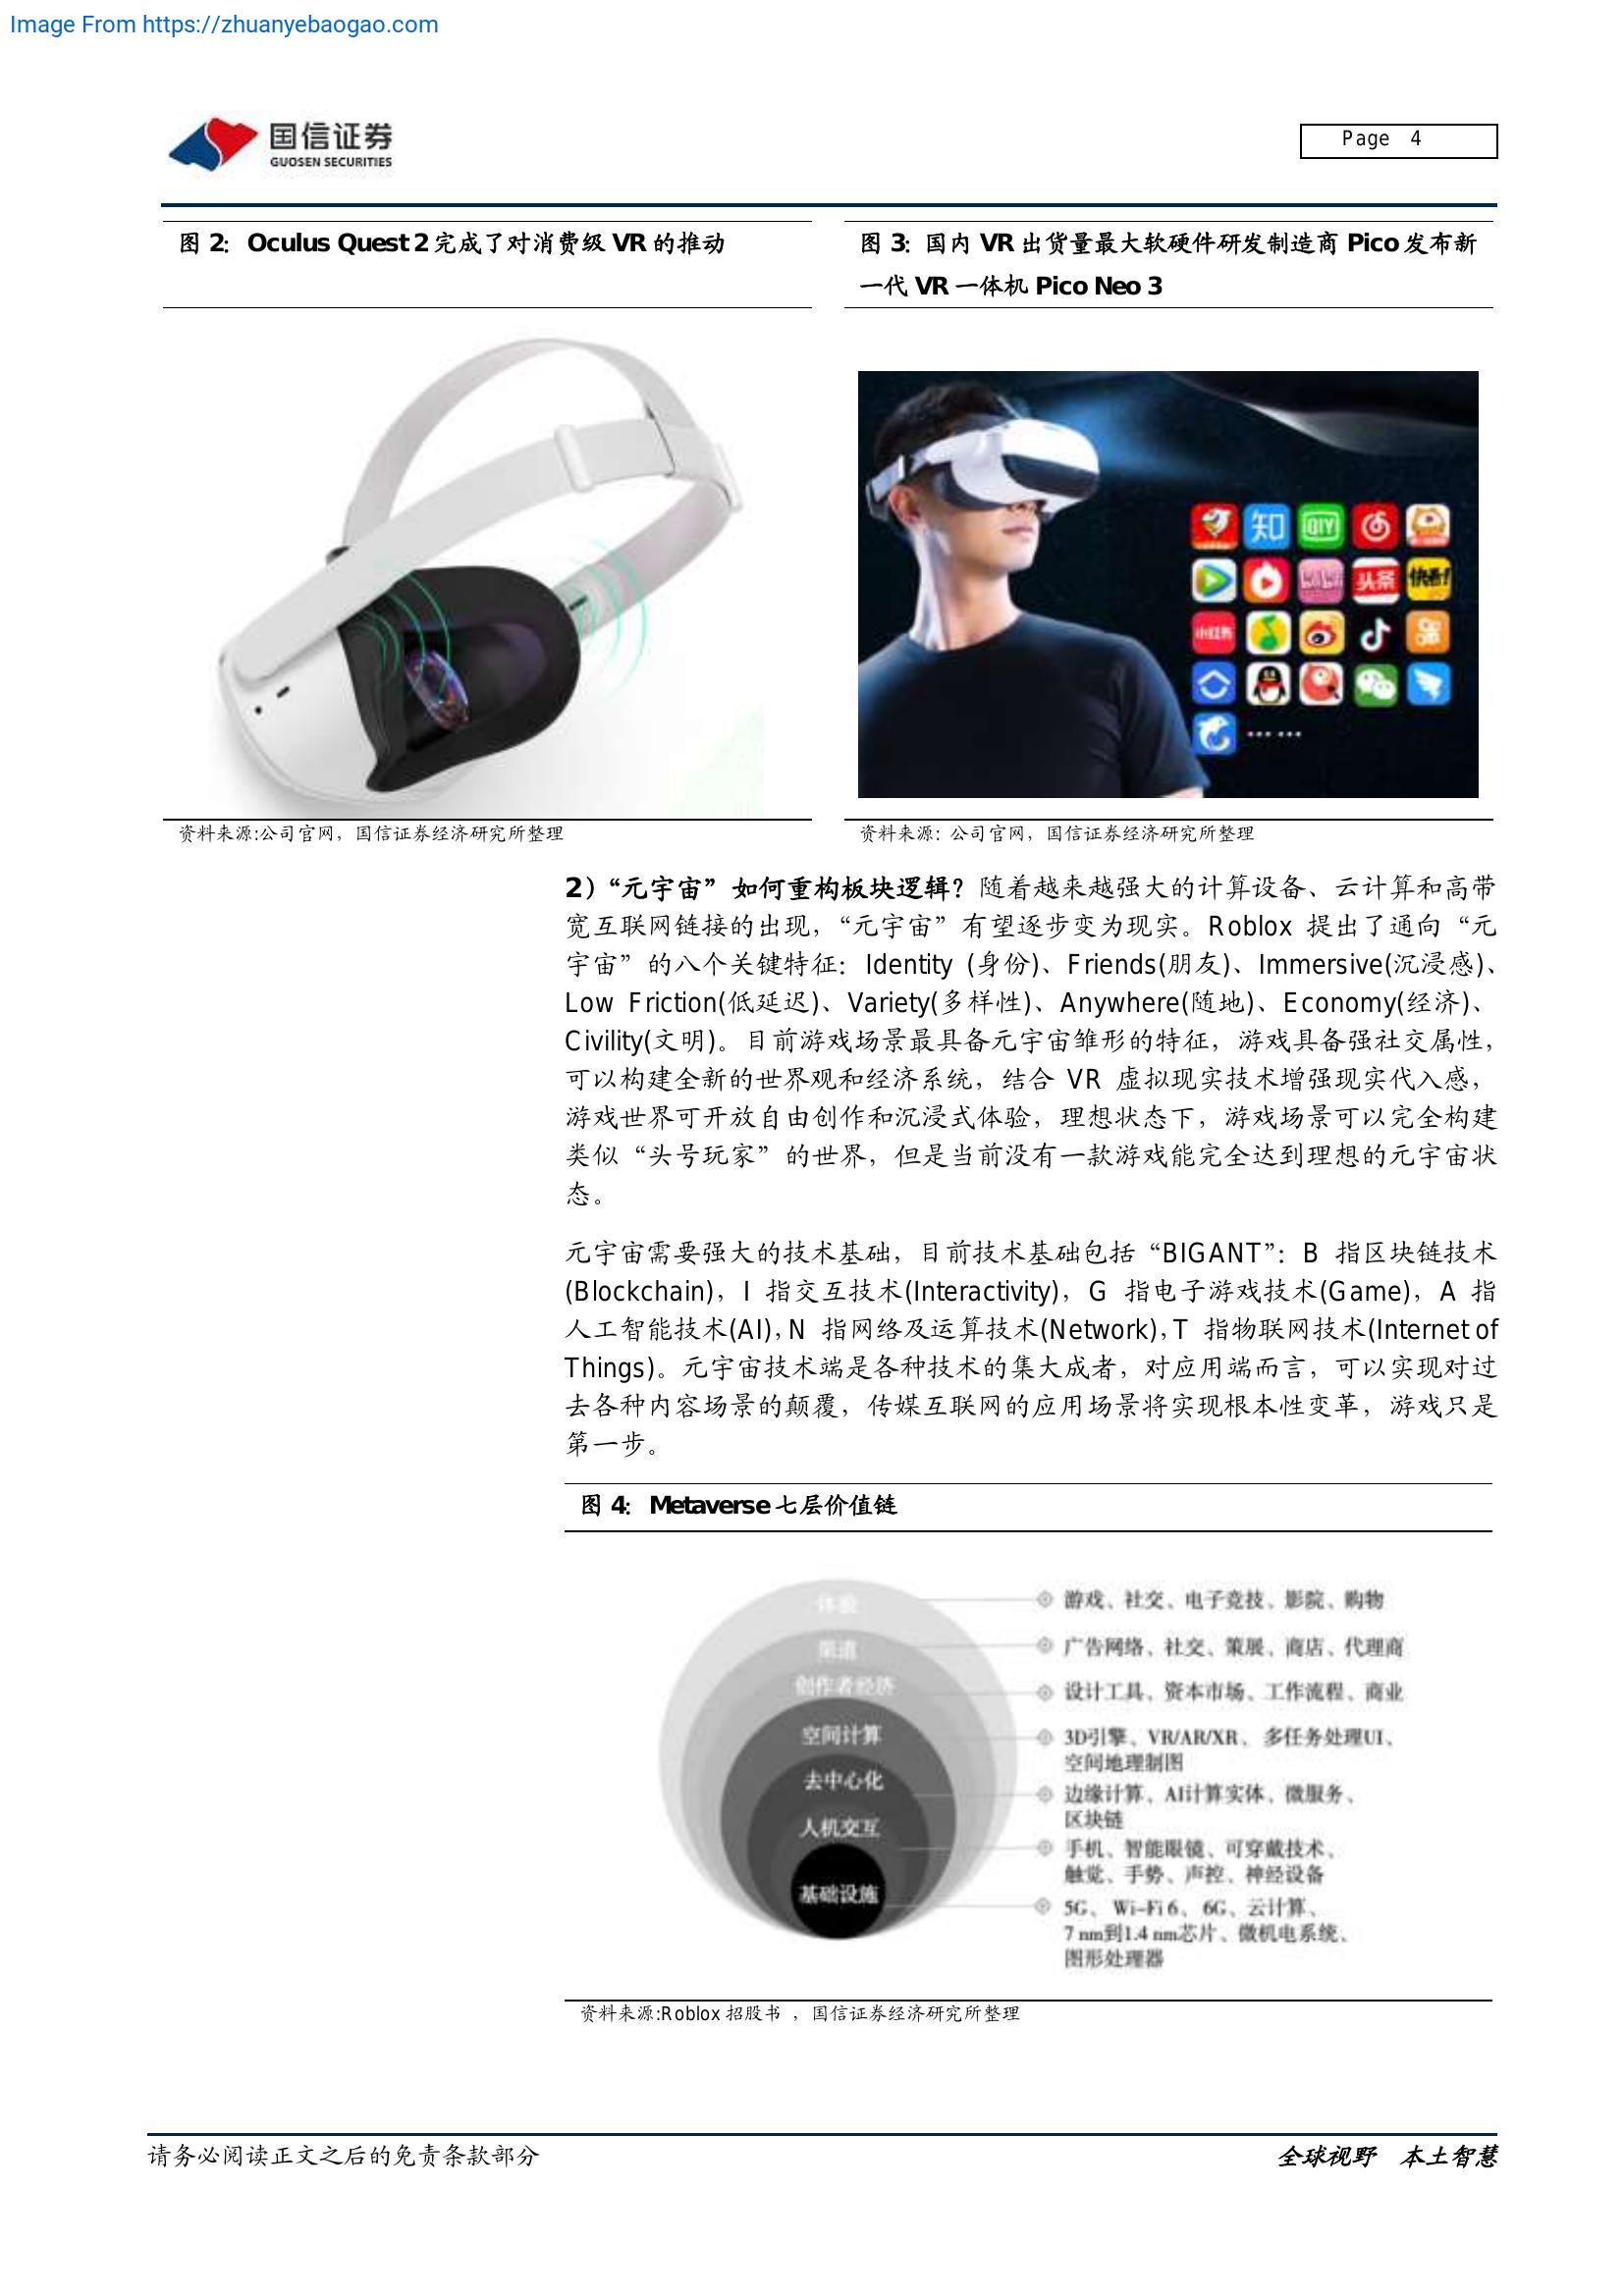 Image From https://zhuanyebaogao.com
国信证券
GUOSEN SECURITIES
Page 4
图 2: Oculus Quest 2 完成了对消费级 VR 的推动
图 3: 国内 VR 出货量最大软硬件研发制造商 Pico 发布新
一代 VR 一体机 Pico Neo 3
知
QIY
头条
快看!
小红书
资料来源:公司官网，国信证券经济研究所整理
资料来源: 公司官网，国信证券经济研究所整理
2）“元宇宙”如何重构板块逻辑？随着越来越强大的计算设备、云计算和高带
宽互联网链接的出现，“元宇宙”有望逐步变为现实。Roblox 提出了通向“元
宇宙”的八个关键特征：Identity (身份)、Friends(朋友)、Immersive(沉浸感)、
Low Friction(低延迟)、Variety(多样性)、Anywhere(随地)、Economy(经济)、
Civility(文明)。目前游戏场景最具备元宇宙雏形的特征，游戏具备强社交属性，
可以构建全新的世界观和经济系统，结合 VR 虚拟现实技术增强现实代入感，
游戏世界可开放自由创作和沉浸式体验，理想状态下，游戏场景可以完全构建
类似“头号玩家”的世界，但是当前没有一款游戏能完全达到理想的元宇宙状
态。
元宇宙需要强大的技术基础，目前技术基础包括“BIGANT”：B 指区块链技术
(Blockchain)，I 指交互技术(Interactivity)，G 指电子游戏技术(Game)，A 指
人工智能技术(AI)，N 指网络及运算技术(Network)，T 指物联网技术(Internet of
Things)。元宇宙技术端是各种技术的集大成者，对应用端而言，可以实现对过
去各种内容场景的颠覆，传媒互联网的应用场景将实现根本性变革，游戏只是
第一步。
图 4: Metaverse 七层价值链
体验
渠道
创作者经济
空间计算
去中心化
人机交互
基础设施
游戏、社交、电子竞技、影院、购物
广告网络、社交、策展、商店、代理商
设计工具、资本市场、工作流程、商业
3D引擎、VR/AR/XR、多任务处理UI、
空间地理制图
边缘计算、AI计算实体、微服务、
区块链
手机、智能眼镜、可穿戴技术、
触觉、手势、声控、神经设备
5G、Wi-Fi 6、6G、云计算、
7 nm到1.4 nm芯片、微机电系统、
图形处理器
资料来源:Roblox 招股书 ，国信证券经济研究所整理
请务必阅读正文之后的免责条款部分
全球视野 本土智慧